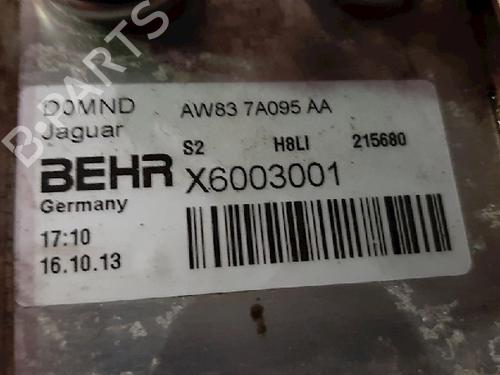 D0MND AW83 7A095 AA
Jaguar S2 H8LI 215680
BEHR X6003001
Germany
17:10
16.10.13
B-PARTS